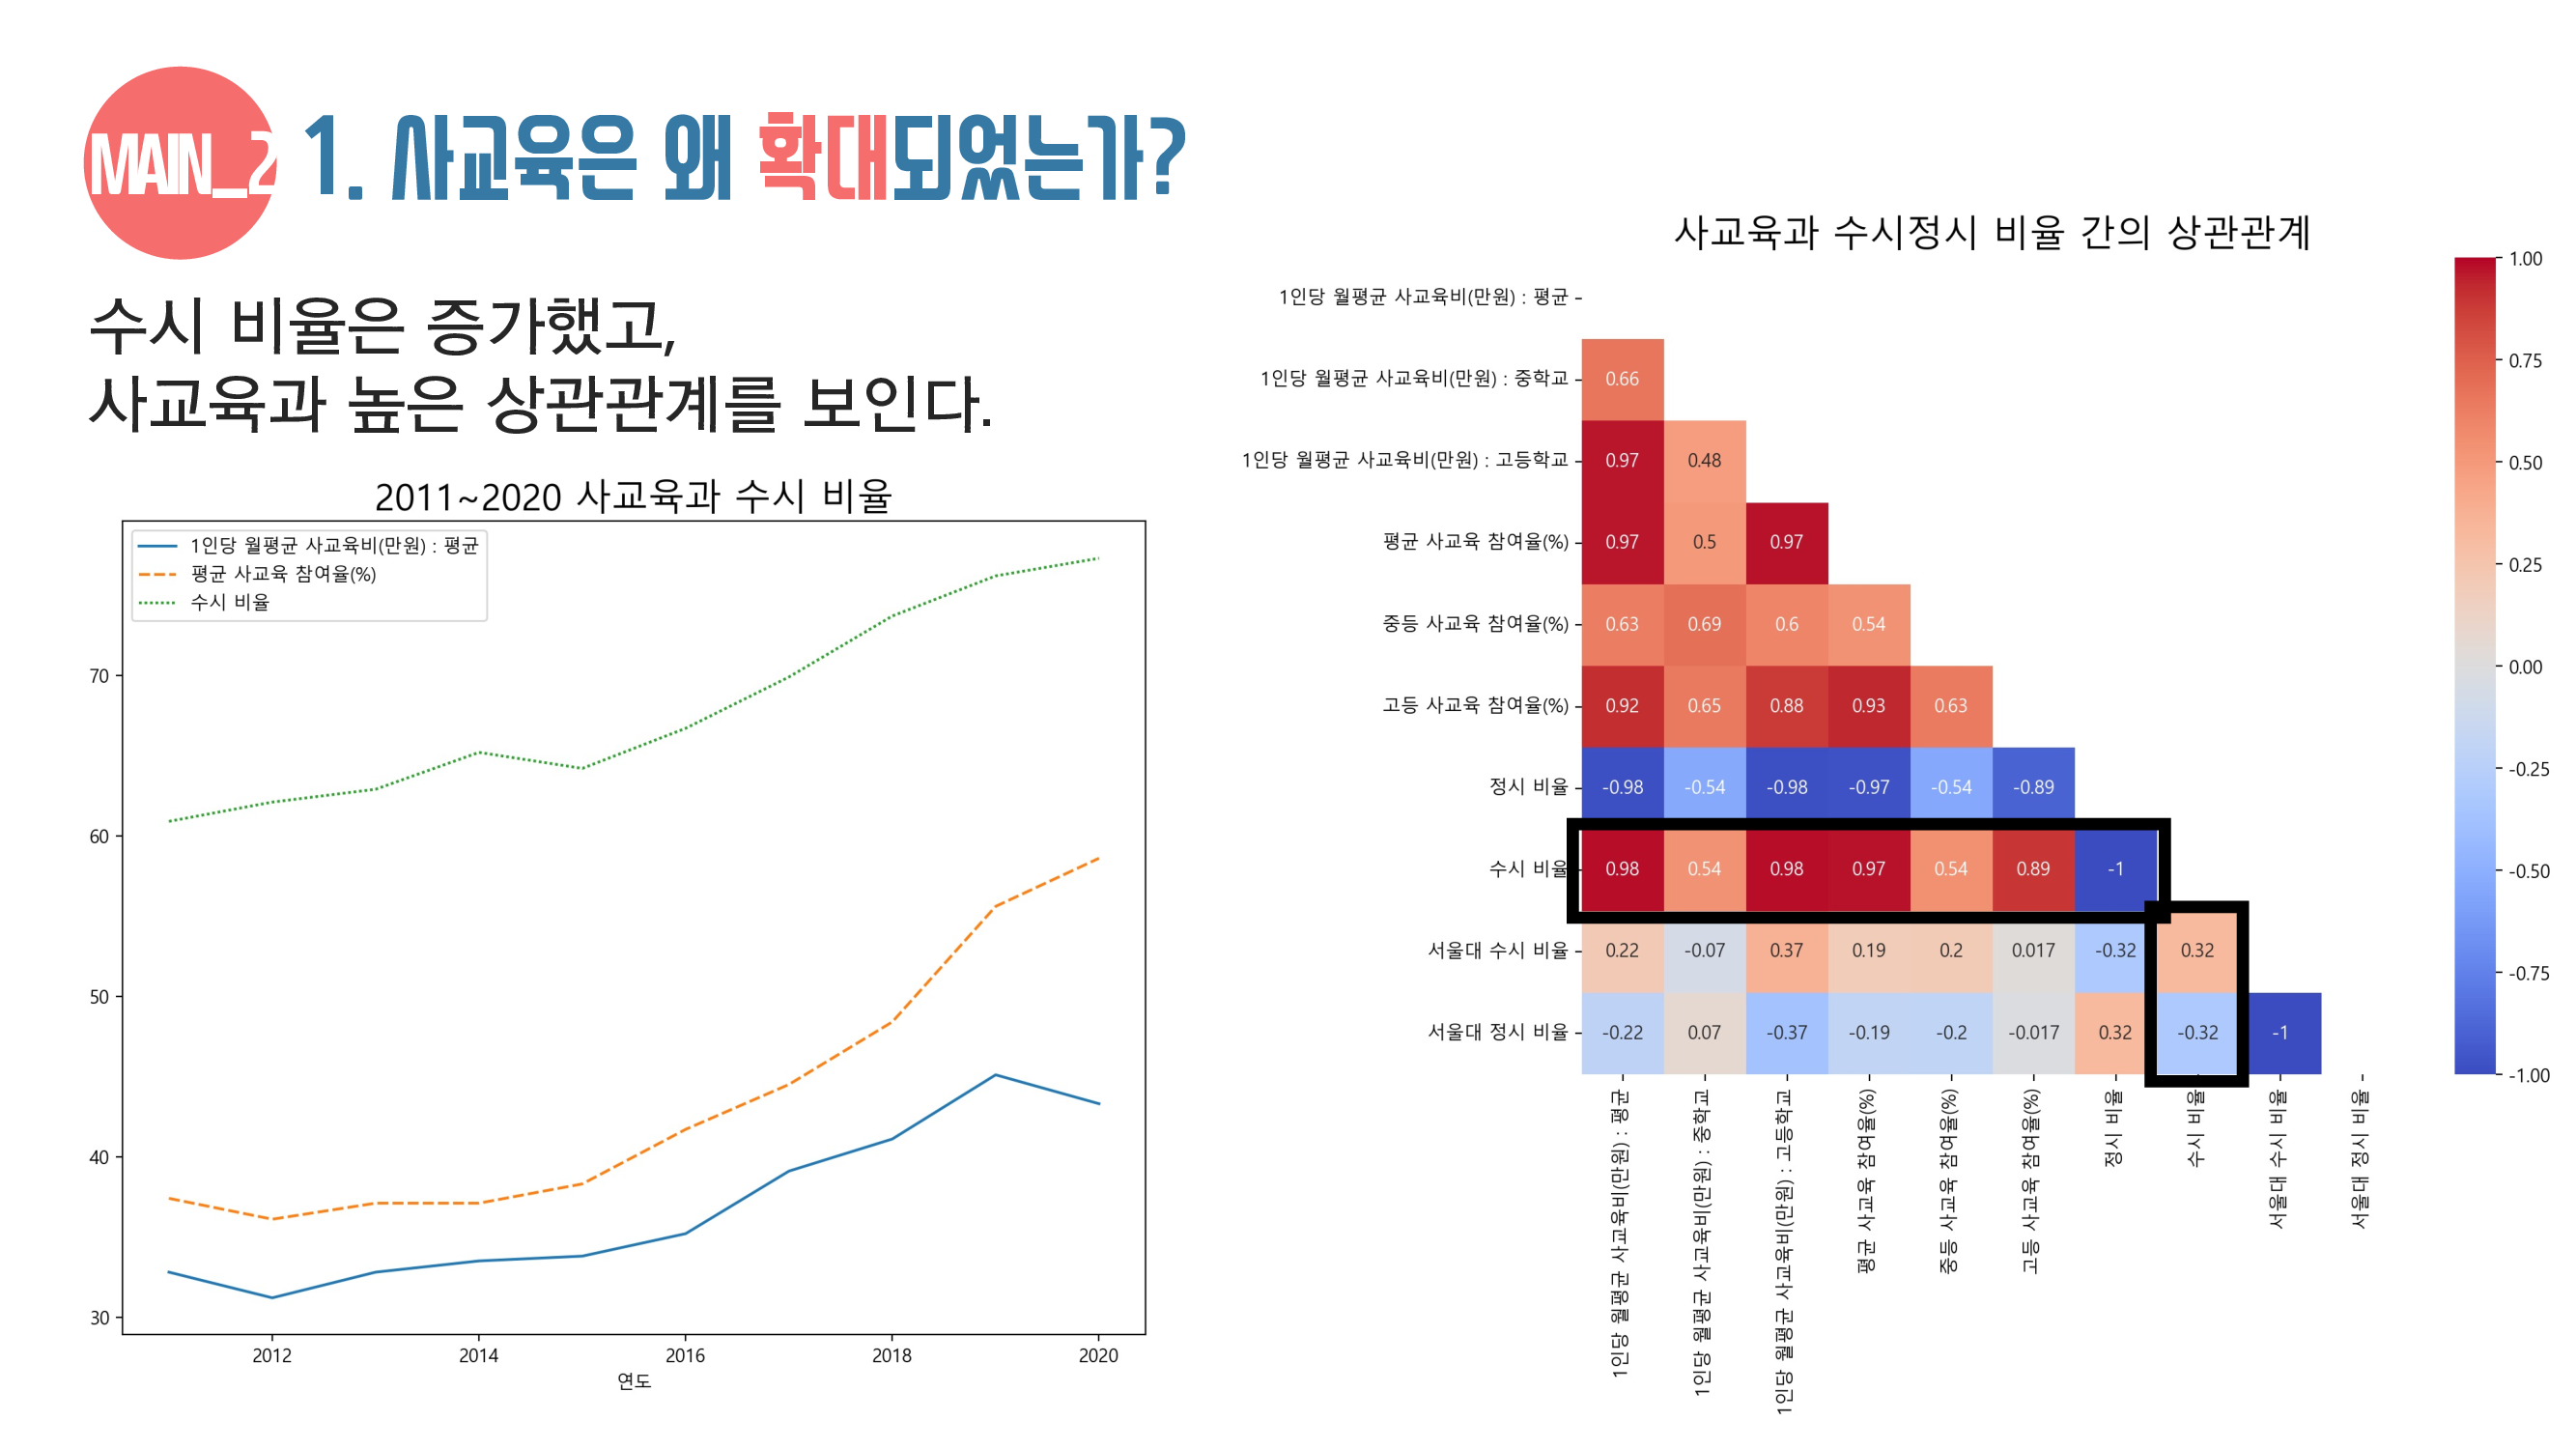 MAIN_2
1. 사교육은 왜 확대되었는가?
수시 비율은 증가했고,
사교육과 높은 상관관계를 보인다.
2011~2020 사교육과 수시 비율
1인당 월평균 사교육비(만원) : 평균
평균 사교육 참여율(%)
수시 비율
70
60
50
40
30
2012 2014 2016 2018 2020
연도
사교육과 수시정시 비율 간의 상관관계
1인당 월평균 사교육비(만원) : 평균
1인당 월평균 사교육비(만원) : 중학교 0.66
1인당 월평균 사교육비(만원) : 고등학교 0.97 0.48
평균 사교육 참여율(%) 0.97 0.5 0.97
중등 사교육 참여율(%) 0.63 0.69 0.6 0.54
고등 사교육 참여율(%) 0.92 0.65 0.88 0.93 0.63
정시 비율 -0.98 -0.54 -0.98 -0.97 -0.54 -0.89
수시 비율 0.98 0.54 0.98 0.97 0.54 0.89 -1
서울대 수시 비율 0.22 -0.07 0.37 0.19 0.2 0.017 -0.32 0.32
서울대 정시 비율 -0.22 0.07 -0.37 -0.19 -0.2 -0.017 0.32 -0.32 -1
1인당 월평균 사교육비(만원) : 평균
1인당 월평균 사교육비(만원) : 중학교
1인당 월평균 사교육비(만원) : 고등학교
평균 사교육 참여율(%)
중등 사교육 참여율(%)
고등 사교육 참여율(%)
정시 비율
수시 비율
서울대 수시 비율
서울대 정시 비율
1.00
0.75
0.50
0.25
0.00
-0.25
-0.50
-0.75
-1.00